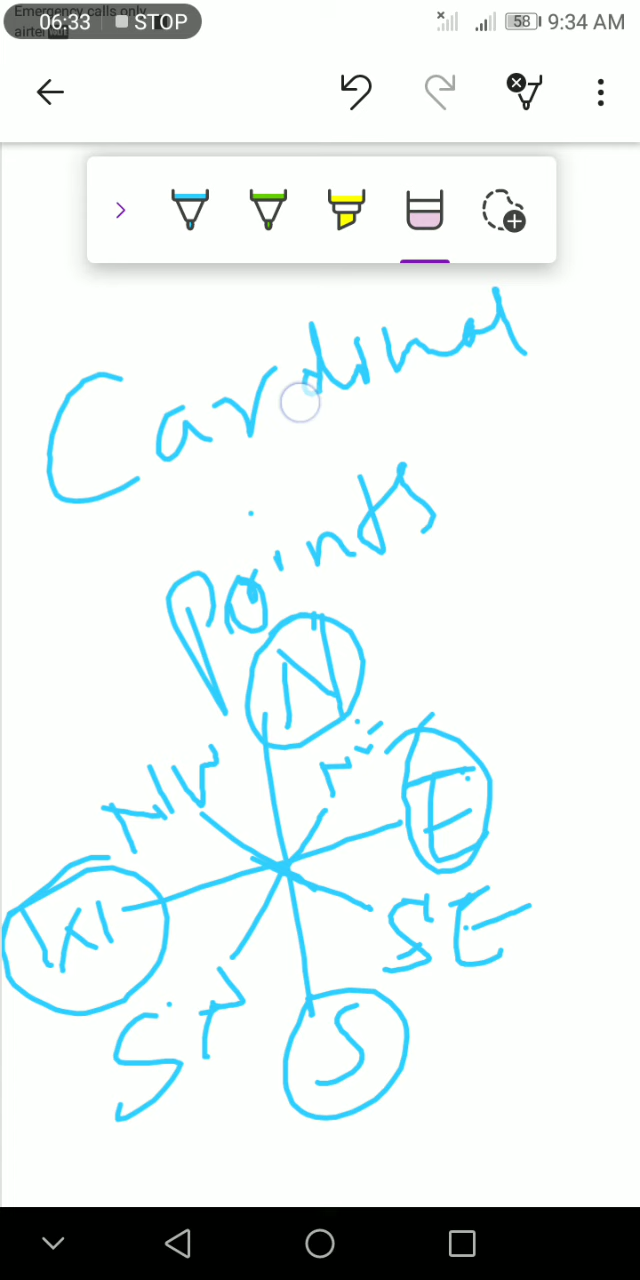 Emergency calls only
airtel
06:33 STOP
58 9:34 AM
Cardinal
Points
N
NW
E
W
SE
S